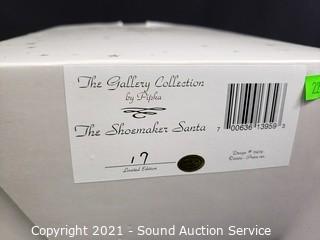 The Gallery Collection
by Pipka
The Shoemaker Santa
7 00636 13959 3
17
Limited Edition
22
Copyright 2021 - Sound Auction Service